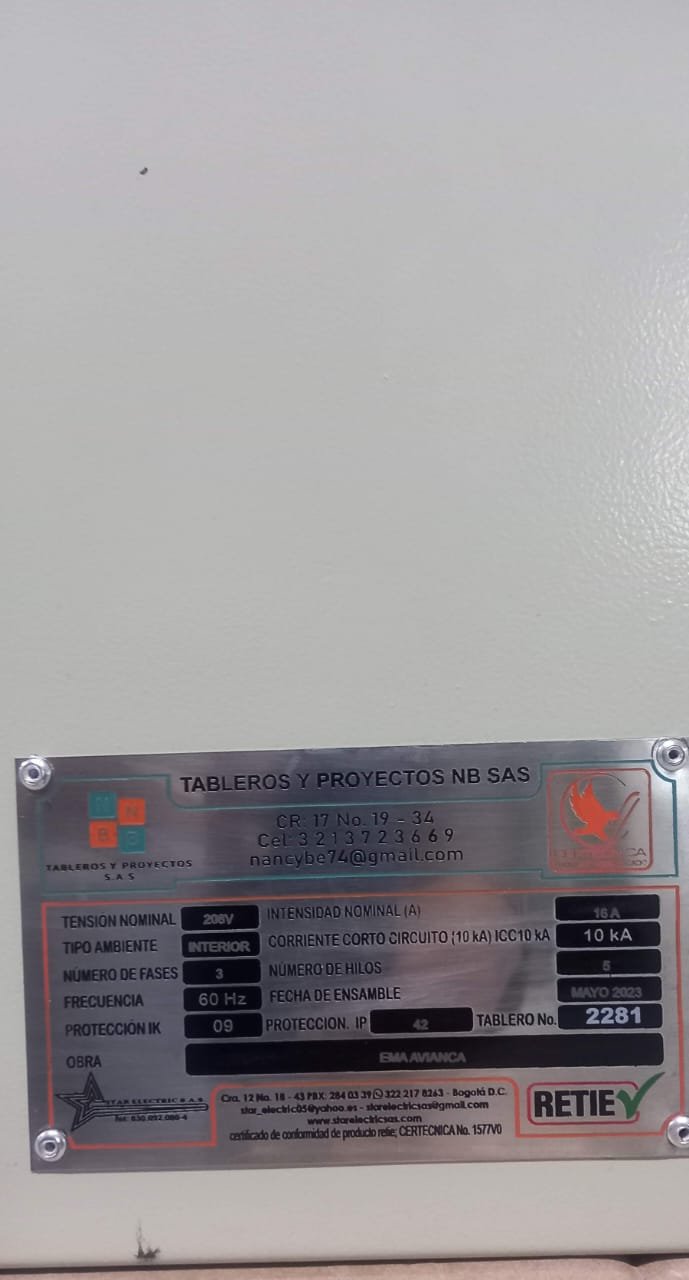 TABLEROS Y PROYECTOS NB SAS
CR: 17 No. 19 - 34
Cel: 3 2 1 3 7 2 3 6 6 9
nancybe74@gmail.com
N
B
TABLEROS Y PROYECTOS
S.A S
TENSIÓN NOMINAL 208V INTENSIDAD NOMINAL (A) 16 A
TIPO AMBIENTE INTERIOR CORRIENTE CORTO CIRCUITO (10 kA) ICC10 kA 10 kA
NÚMERO DE FASES 3 NÚMERO DE HILOS 5
FRECUENCIA 60 Hz FECHA DE ENSAMBLE MAYO 2023
PROTECCIÓN IK 09 PROTECCION. IP 42 TABLERO No. 2281
OBRA EMA AVIANCA
STAR ELECTRIC S A S
Cra. 12 No. 18 - 43 PBX: 284 03 39 322 217 8263 - Bogotá D.C.
star_electric05@yahoo.es - starelectricsas@gmail.com
www.starelectricsas.com
certificado de conformidad de producto retie; CERTECNICA No. 1577V0
RETIE